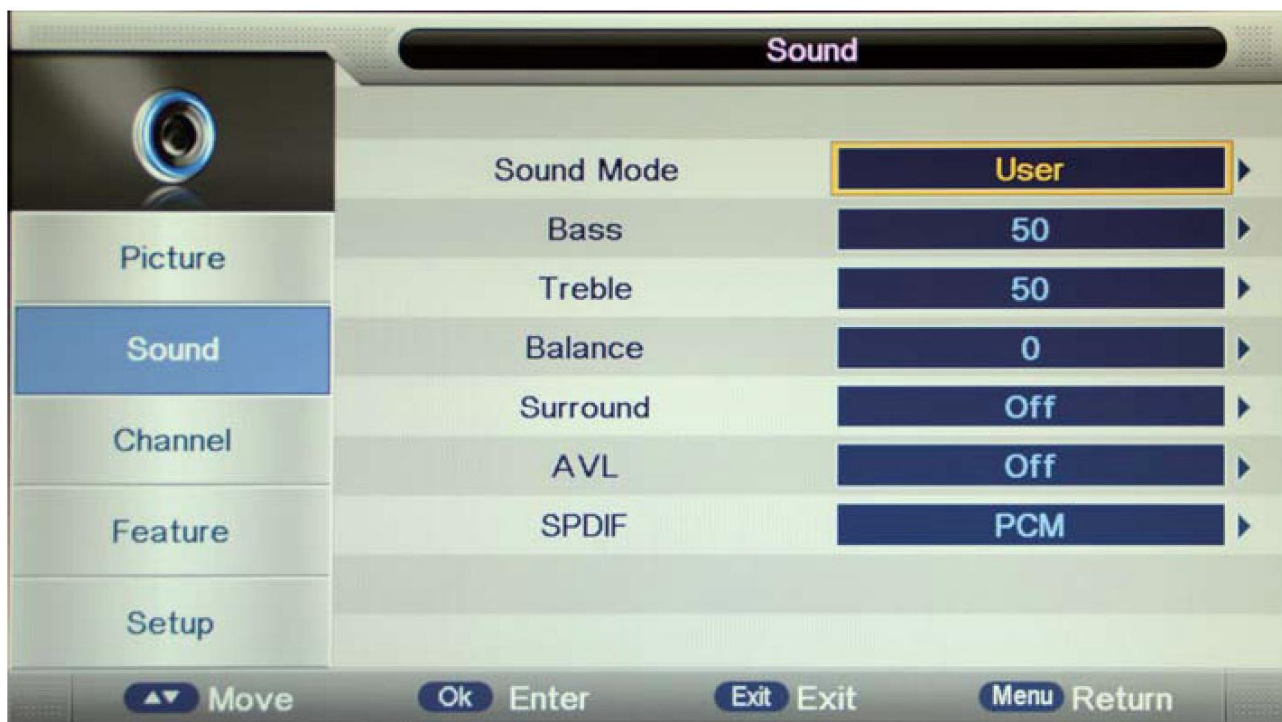 Sound
Sound Mode User
Bass 50
Picture
Treble 50
Sound
Balance 0
Surround Off
Channel
AVL Off
Feature
SPDIF PCM
Setup
Move Ok Enter Exit Exit Menu Return